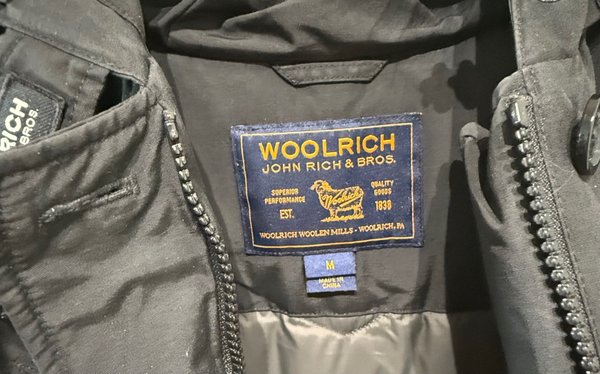 RICH
BROS.
WOOLRICH
JOHN RICH & BROS.
SUPERIOR
PERFORMANCE
EST.
Woolrich
QUALITY
GOODS
1830
WOOLRICH WOOLEN MILLS - WOOLRICH, PA
M
MADE IN
CHINA